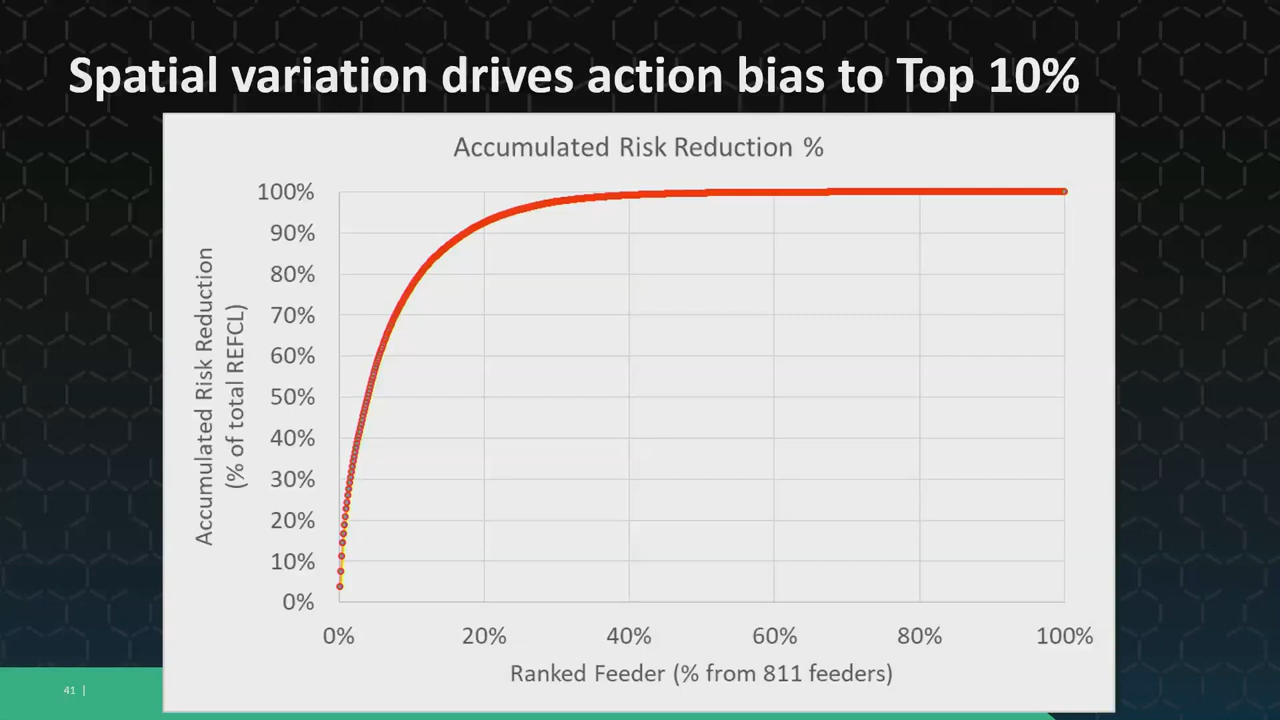 Spatial variation drives action bias to Top 10%
Accumulated Risk Reduction %
Accumulated Risk Reduction
(% of total REFCL)
100%
90%
80%
70%
60%
50%
40%
30%
20%
10%
0%
0% 20% 40% 60% 80% 100%
Ranked Feeder (% from 811 feeders)
41 |